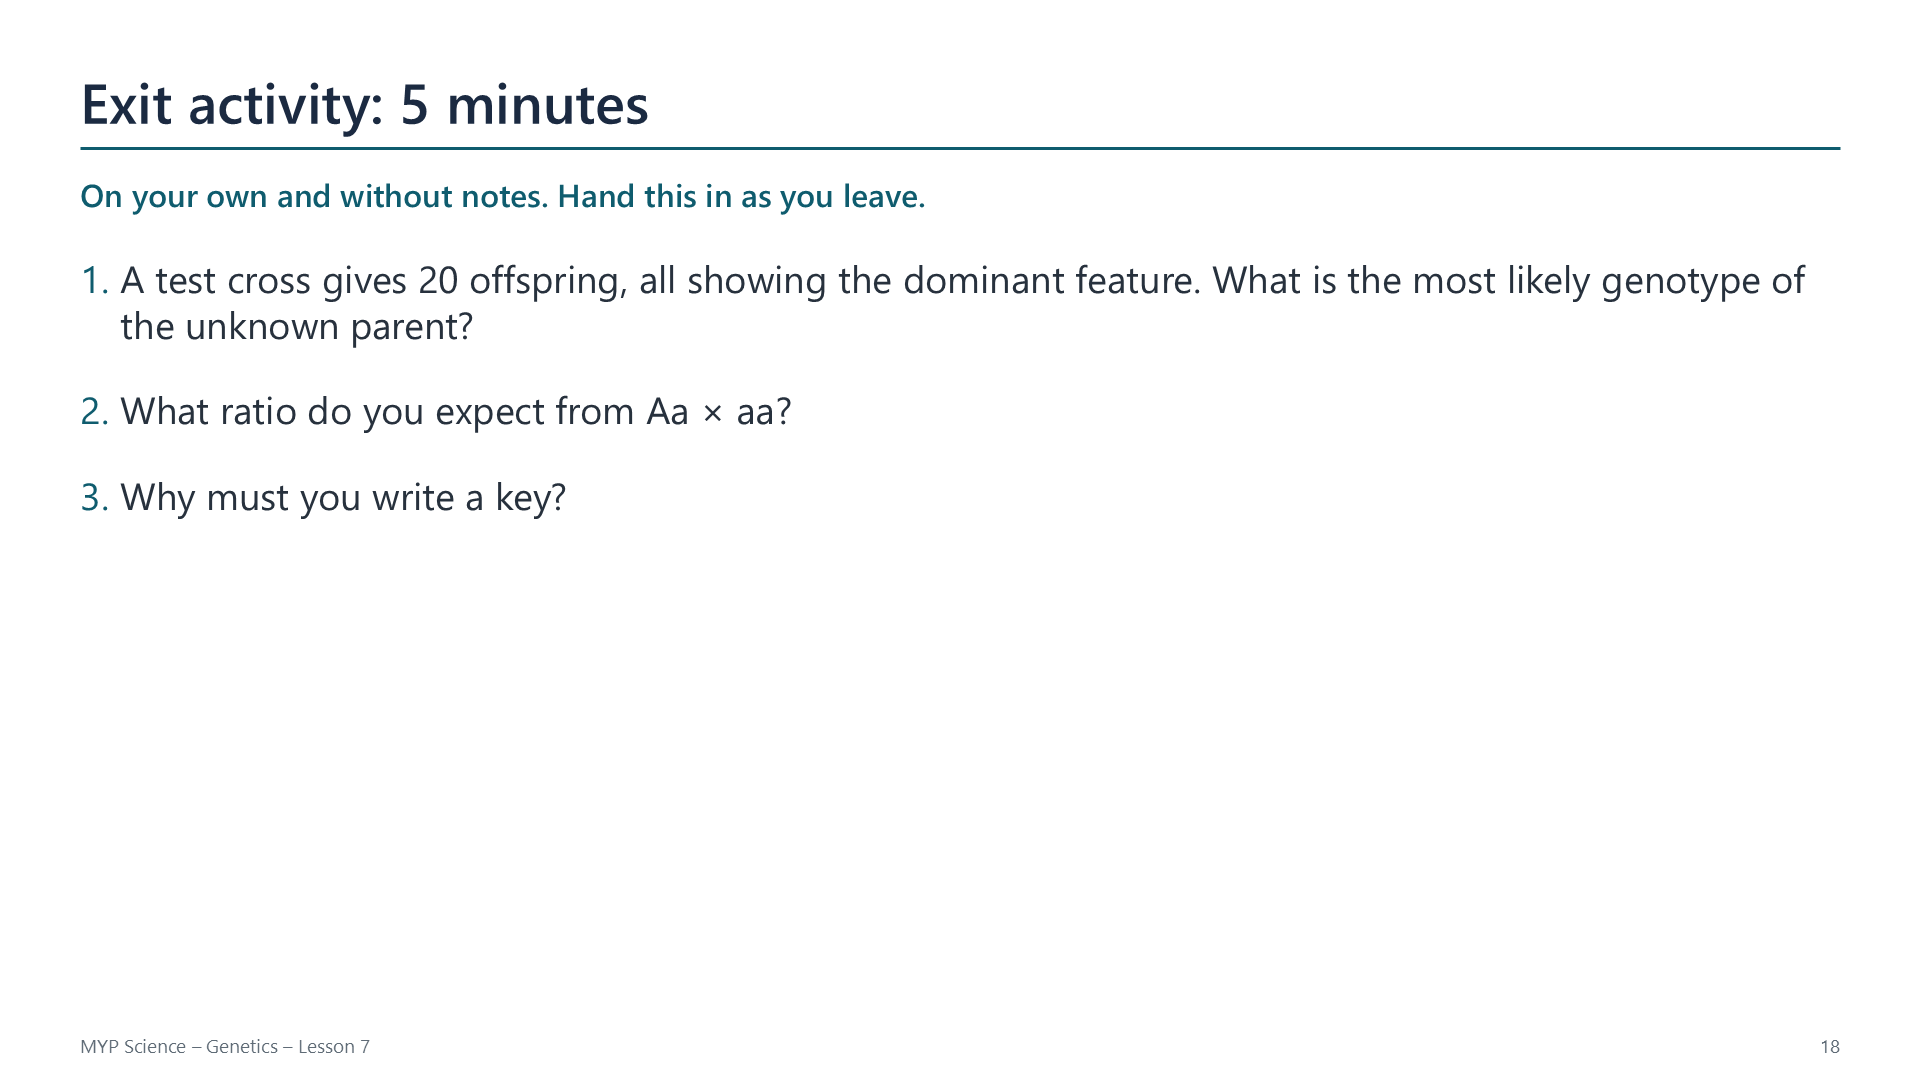 Exit activity: 5 minutes
On your own and without notes. Hand this in as you leave.
1. A test cross gives 20 offspring, all showing the dominant feature. What is the most likely genotype of
the unknown parent?
2. What ratio do you expect from Aa × aa?
3. Why must you write a key?
MYP Science – Genetics – Lesson 7
18